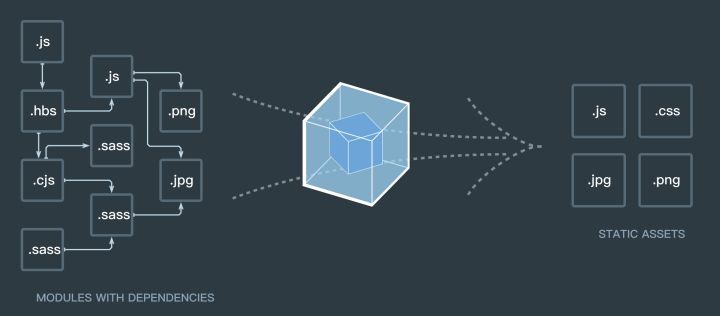 .js
.js
.hbs
.png
.sass
.cjs
.jpg
.sass
.sass
MODULES WITH DEPENDENCIES
.js
.css
.jpg
.png
STATIC ASSETS